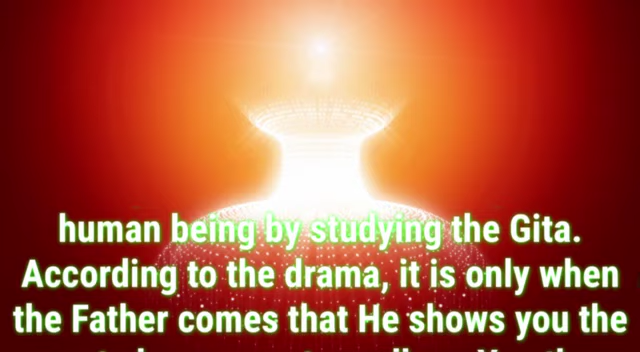 human being by studying the Gita.
According to the drama, it is only when
the Father comes that He shows you the